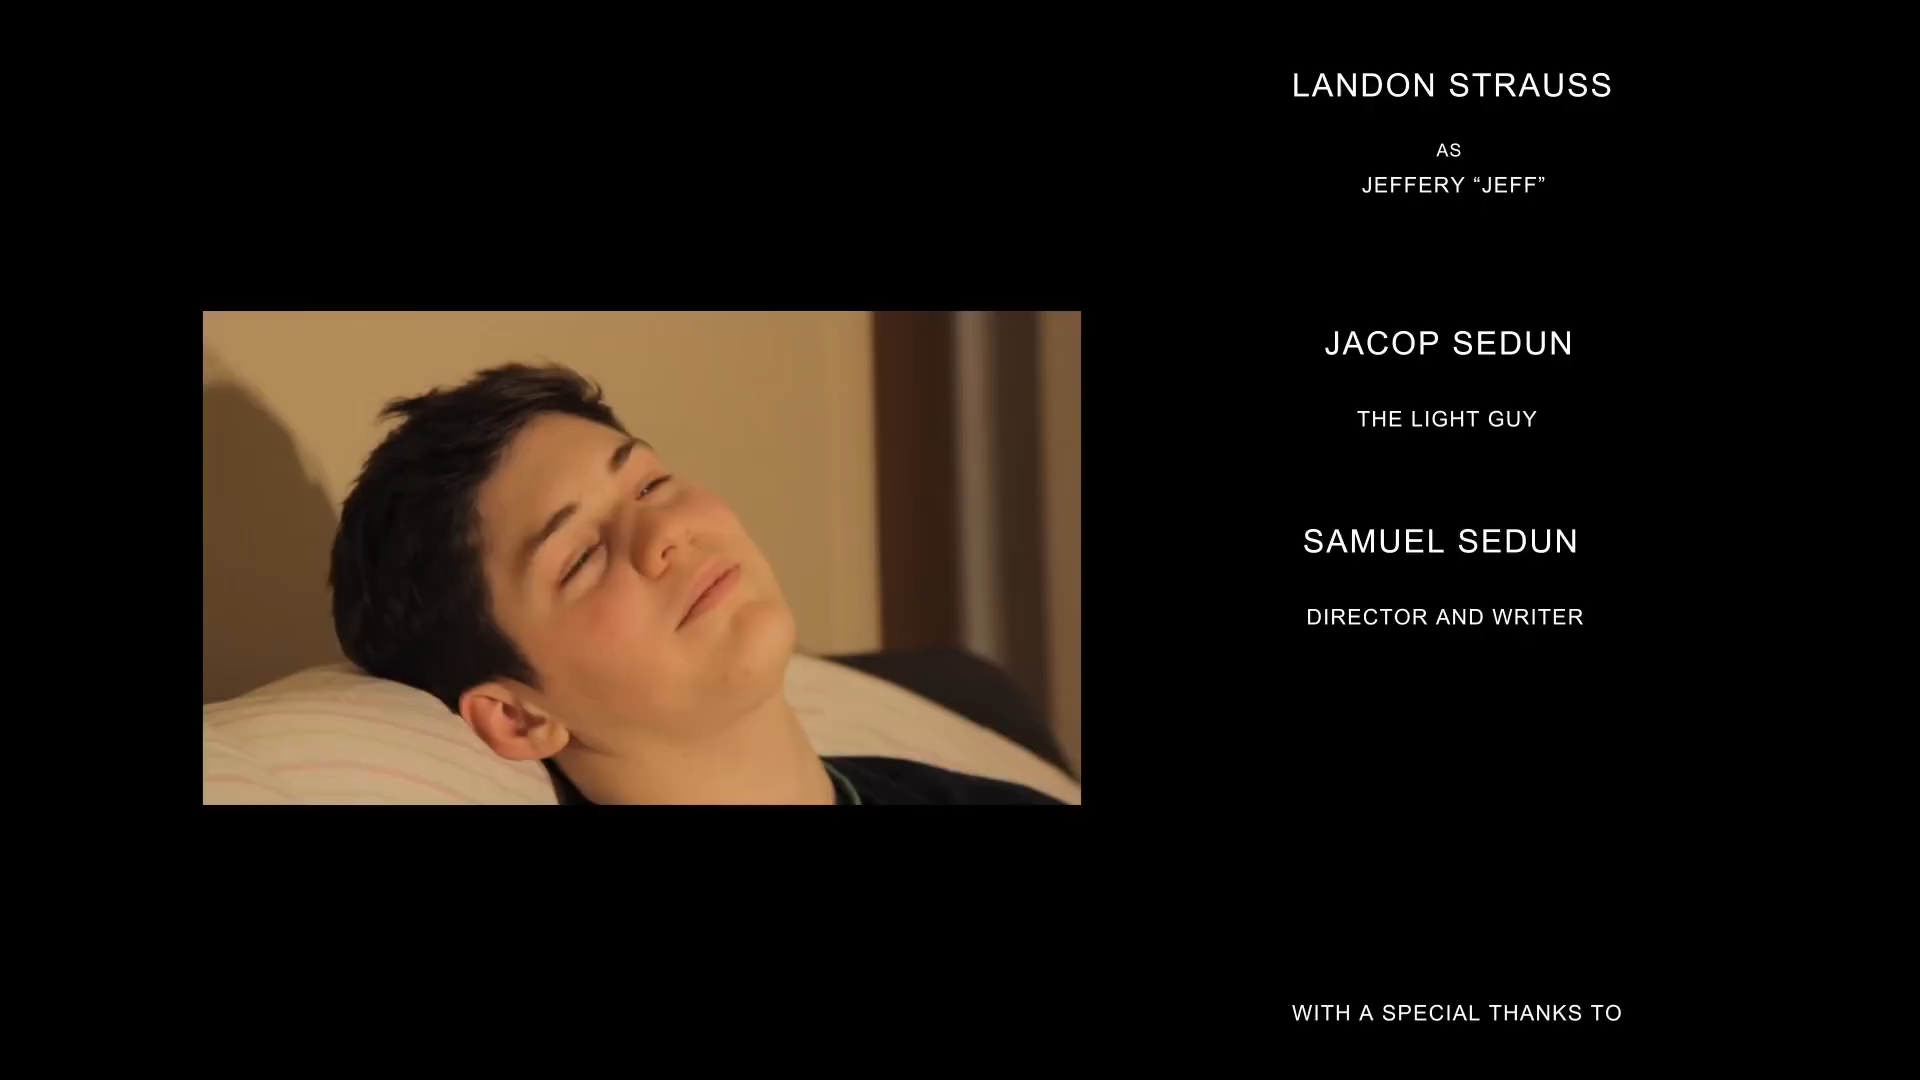 LANDON STRAUSS
AS
JEFFERY “JEFF”
JACOP SEDUN
THE LIGHT GUY
SAMUEL SEDUN
DIRECTOR AND WRITER
WITH A SPECIAL THANKS TO